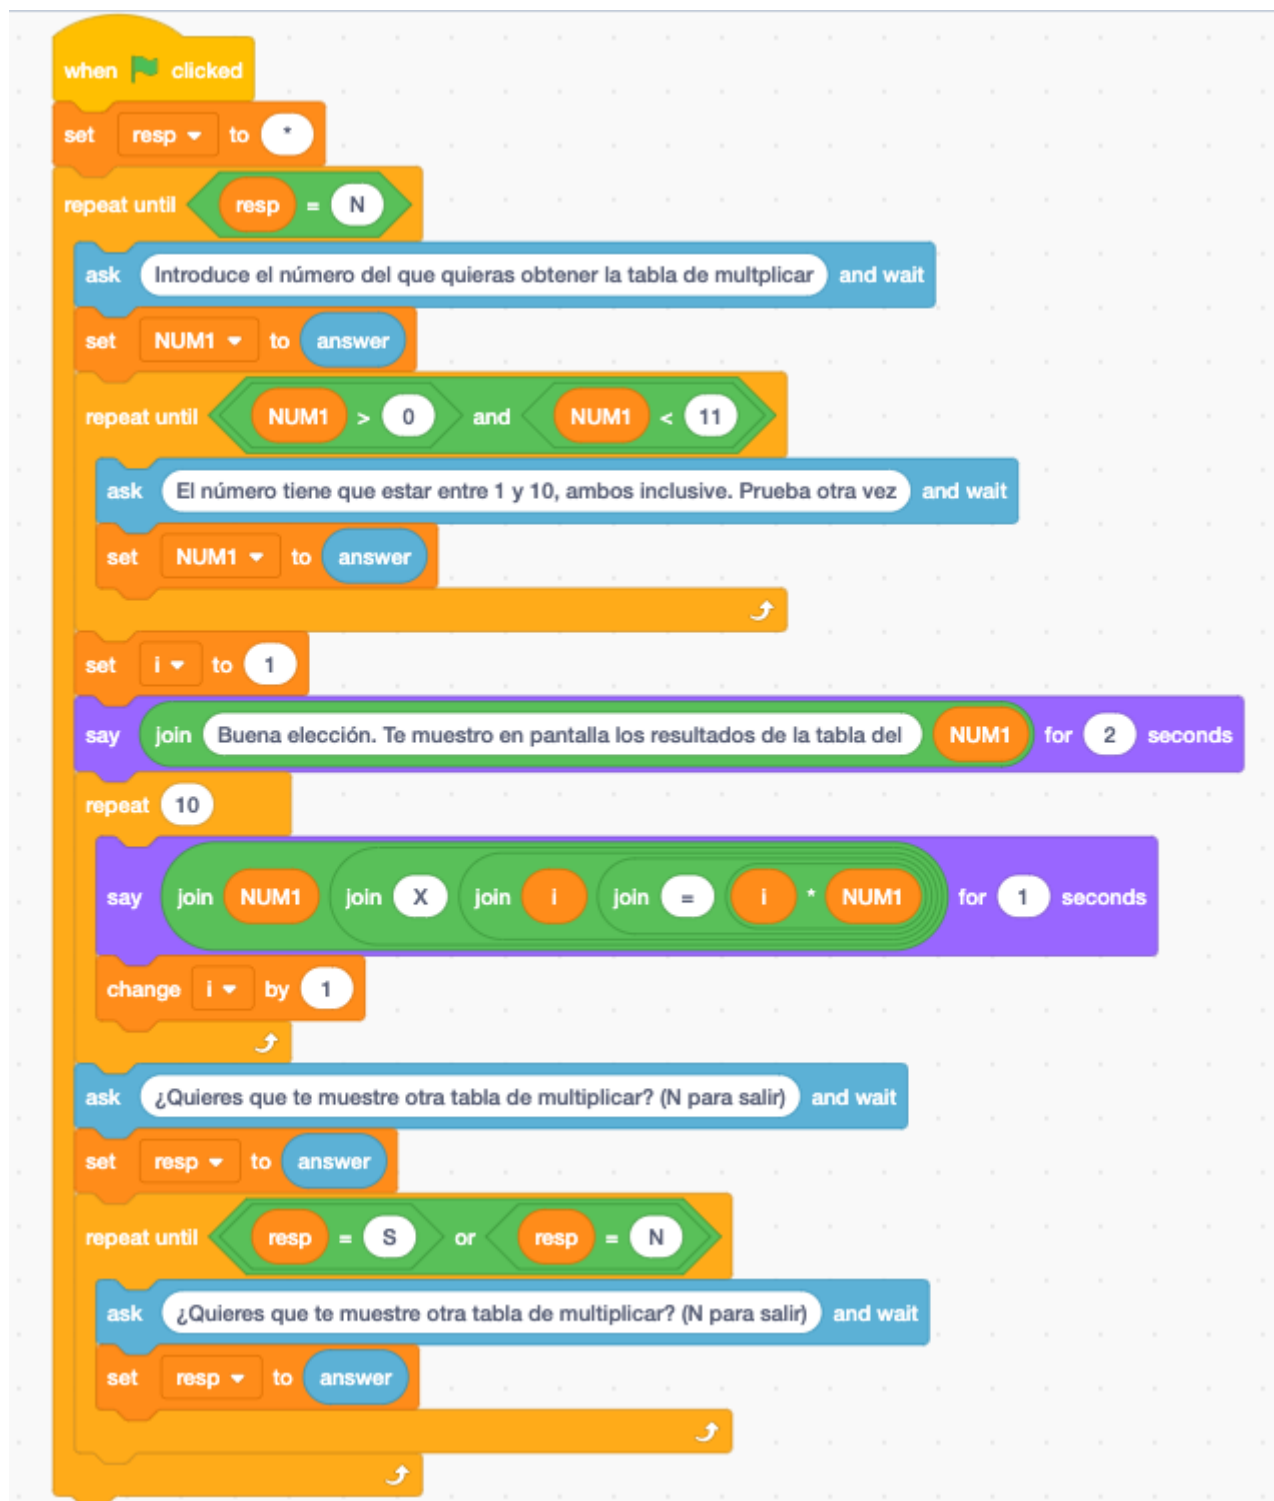 when clicked
set resp to *
repeat until resp = N
ask Introduce el número del que quieras obtener la tabla de multplicar and wait
set NUM1 to answer
repeat until NUM1 > 0 and NUM1 < 11
ask El número tiene que estar entre 1 y 10, ambos inclusive. Prueba otra vez and wait
set NUM1 to answer
set i to 1
say join Buena elección. Te muestro en pantalla los resultados de la tabla del NUM1 for 2 seconds
repeat 10
say join NUM1 join X join i join = i * NUM1 for 1 seconds
change i by 1
ask ¿Quieres que te muestre otra tabla de multiplicar? (N para salir) and wait
set resp to answer
repeat until resp = S or resp = N
ask ¿Quieres que te muestre otra tabla de multiplicar? (N para salir) and wait
set resp to answer